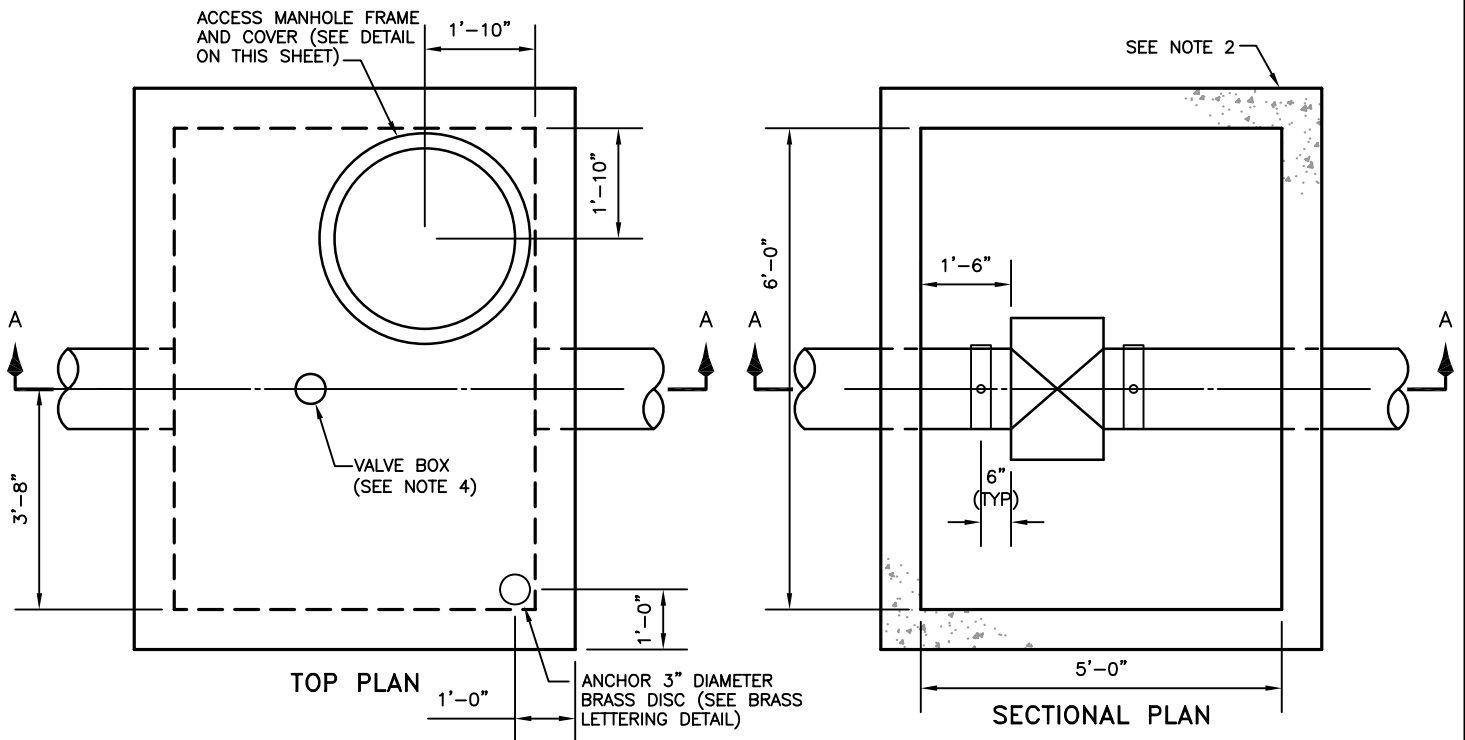 ACCESS MANHOLE FRAME
AND COVER (SEE DETAIL
ON THIS SHEET)
1'-10"
1'-10"
A
A
3'-8"
VALVE BOX
(SEE NOTE 4)
1'-0"
1'-0"
ANCHOR 3" DIAMETER
BRASS DISC (SEE BRASS
LETTERING DETAIL)
TOP PLAN
SEE NOTE 2
6'-0"
1'-6"
A
A
6"
(TYP)
5'-0"
SECTIONAL PLAN